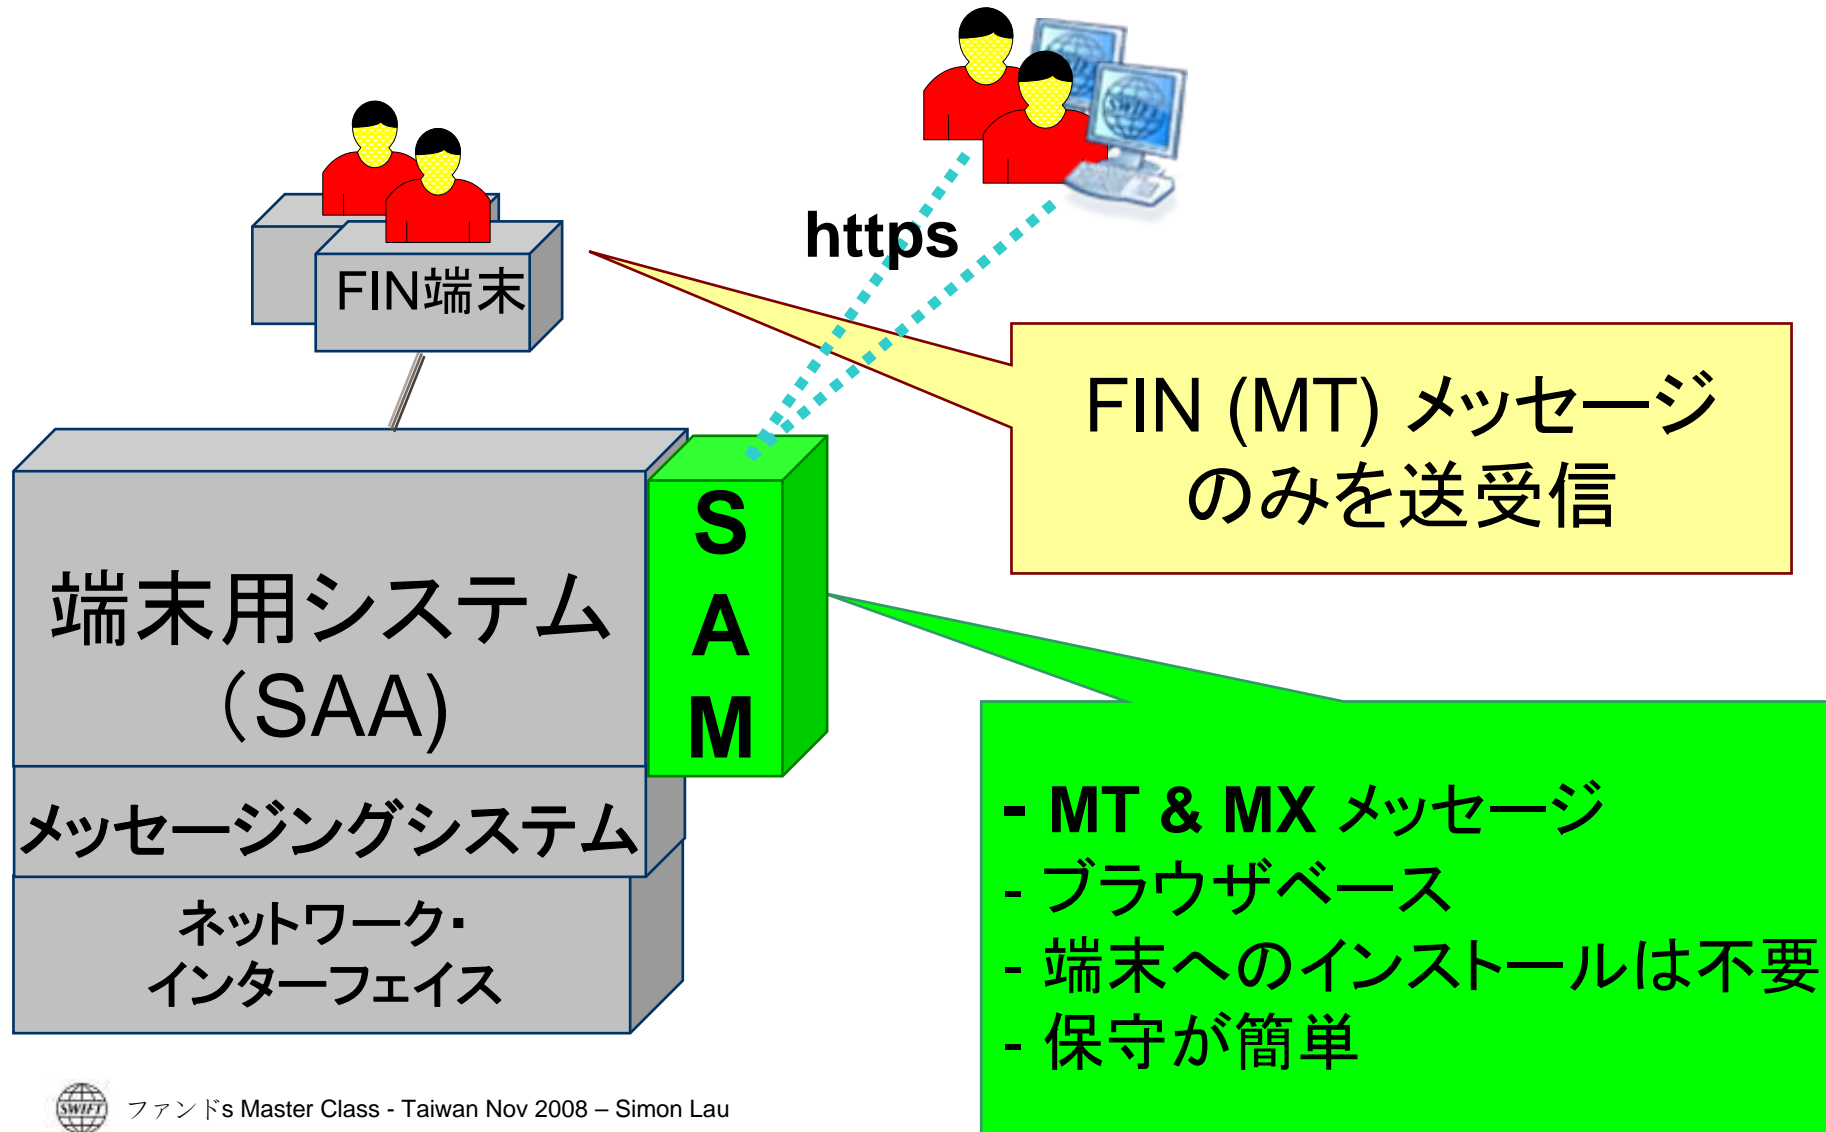 https
FIN端末
FIN (MT) メッセージ
のみを送受信
端末用システム
(SAA)
S
A
M
メッセージングシステム
ネットワーク・
インターフェイス
- MT & MX メッセージ
- ブラウザベース
- 端末へのインストールは不要
- 保守が簡単
SWIFT
SWIFT
ファンドs Master Class - Taiwan Nov 2008 – Simon Lau